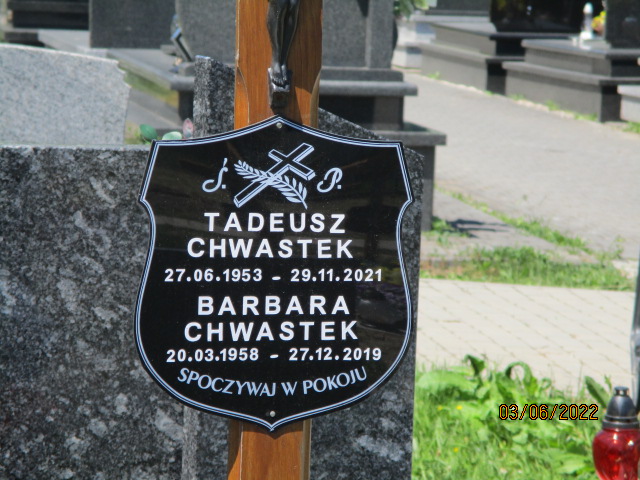 Ś. P.
TADEUSZ
CHWASTEK
27.06.1953 - 29.11.2021
BARBARA
CHWASTEK
20.03.1958 - 27.12.2019
SPOCZYWAJ W POKOJU
03/06/2022